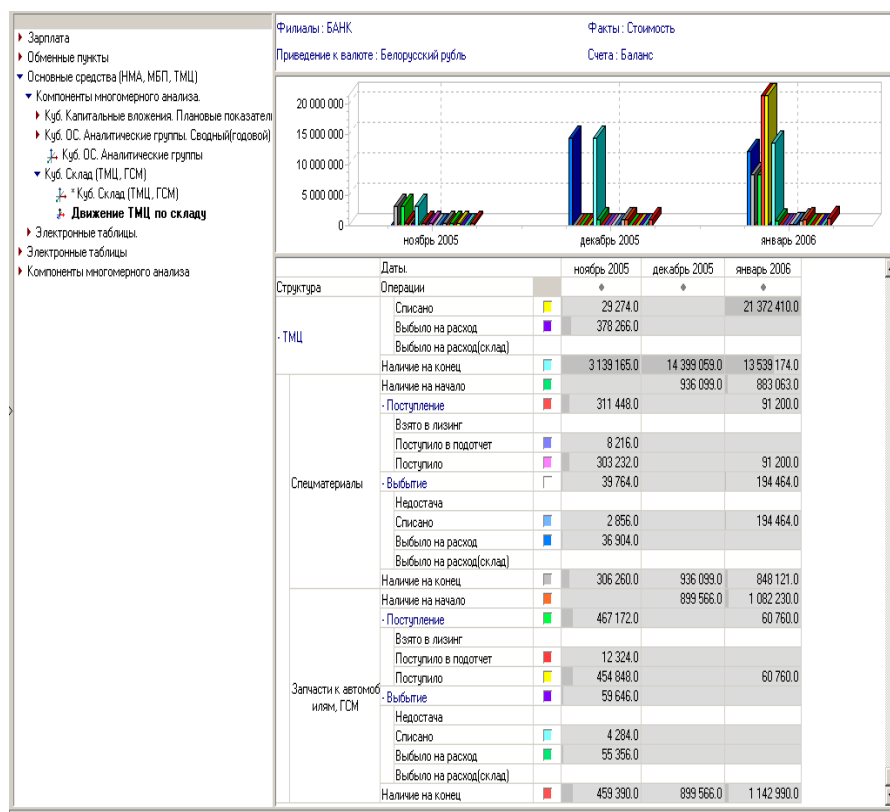 Зарплата
Обменные пункты
Основные средства (НМА, МБП, ТМЦ)
Компоненты многомерного анализа.
Куб. Капитальные вложения. Плановые показател
Куб. ОС. Аналитические группы. Сводный(годовой)
Куб. ОС. Аналитические группы
Куб. Склад (ТМЦ, ГСМ)
* Куб. Склад (ТМЦ, ГСМ)
Движение ТМЦ по складу
Электронные таблицы.
Электронные таблицы
Компоненты многомерного анализа
Филиалы : БАНК Факты : Стоимость
Приведение к валюте : Белорусский рубль Счета : Баланс
20 000 000
15 000 000
10 000 000
5 000 000
0
ноябрь 2005 декабрь 2005 январь 2006
Даты. ноябрь 2005 декабрь 2005 январь 2006
Структура Операции
- ТМЦ
Списано 29 274.0 21 372 410.0
Выбыло на расход 378 266.0
Выбыло на расход(склад)
Наличие на конец 3 139 165.0 14 399 059.0 13 539 174.0
Спецматериалы
Наличие на начало 936 099.0 883 063.0
- Поступление 311 448.0 91 200.0
Взято в лизинг
Поступило в подотчет 8 216.0
Поступило 303 232.0 91 200.0
- Выбытие 39 764.0 194 464.0
Недостача
Списано 2 856.0 194 464.0
Выбыло на расход 36 904.0
Выбыло на расход(склад)
Наличие на конец 306 260.0 936 099.0 848 121.0
Запчасти к автомоб
илям, ГСМ
Наличие на начало 899 566.0 1 082 230.0
- Поступление 467 172.0 60 760.0
Взято в лизинг
Поступило в подотчет 12 324.0
Поступило 454 848.0 60 760.0
- Выбытие 59 646.0
Недостача
Списано 4 284.0
Выбыло на расход 55 356.0
Выбыло на расход(склад)
Наличие на конец 459 390.0 899 566.0 1 142 990.0